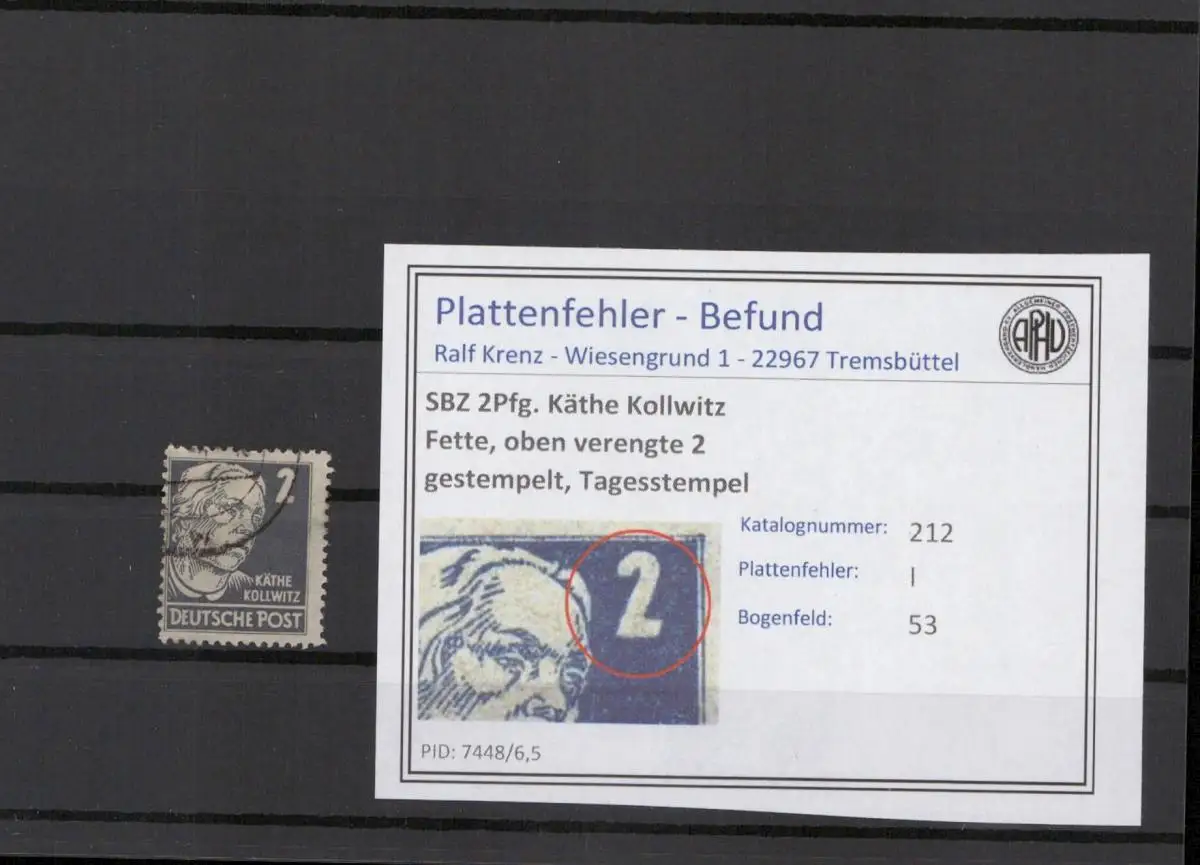 2
KÄTHE
KOLLWITZ
DEUTSCHE POST
Plattenfehler - Befund
Ralf Krenz - Wiesengrund 1 - 22967 Tremsbüttel
APHV
SBZ 2Pfg. Käthe Kollwitz
Fette, oben verengte 2
gestempelt, Tagesstempel
2
Katalognummer: 212
Plattenfehler: I
Bogenfeld: 53
PID: 7448/6,5